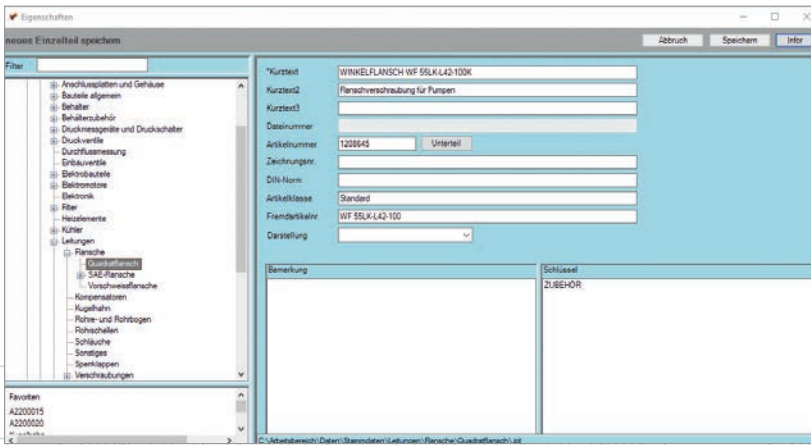 Eigenschaften
neues Einzelteil speichern
Abbruch
Speichern
Infor
Filter
Anschlussplatten und Gehäuse
Bauteile allgemein
Behälter
Behälterzubehör
Druckmessgeräte und Druckschalter
Druckventile
Durchflussmessung
Einbauventile
Elektrobauteile
Elektromotore
Elektronik
Filter
Heizelemente
Kühler
Leitungen
Flansche
Quadratflansch
SAE-Flansche
Vorschweissflansche
Kompensatoren
Kugelhahn
Rohre- und Rohrbogen
Rohrschellen
Schläuche
Sonstiges
Sperrklappen
Verschraubungen
Favoriten
A2200015
A2200020
*Kurztext WINKELFLANSCH WF 55LK-L42-100K
Kurztext2 Flanschverschraubung für Pumpen
Kurztext3
Dateinummer
Artikelnummer 1208645 Unterteil
Zeichnungsnr.
DIN-Norm
Artikelklasse Standard
Fremdartikelnr. WF 55LK-L42-100
Darstellung
Bemerkung
Schlüssel
ZUBEHÖR
C:\Arbeitsbereich\Daten\Stammdaten\Leitungen\Flansche\Quadratflansch\.ipt